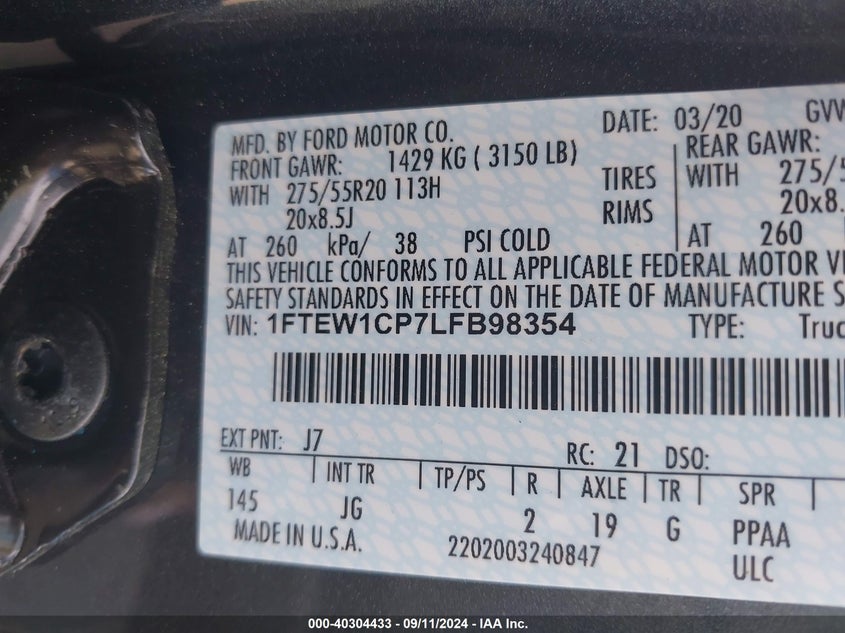 MFD. BY FORD MOTOR CO. DATE: 03/20
FRONT GAWR: 1429 KG ( 3150 LB) REAR GAWR:
WITH 275/55R20 113H TIRES WITH
20x8.5J RIMS
AT 260 kPa/ 38 PSI COLD AT 260
THIS VEHICLE CONFORMS TO ALL APPLICABLE FEDERAL MOTOR
SAFETY STANDARDS IN EFFECT ON THE DATE OF MANUFACTURE
VIN: 1FTEW1CP7LFB98354 TYPE:
EXT PNT: J7 RC: 21 DSO:
WB INT TR TP/PS R AXLE TR SPR
145 JG 2 19 G PPAA
MADE IN U.S.A. 2202003240847 ULC
000-40304433 - 09/11/2024 - IAA Inc.